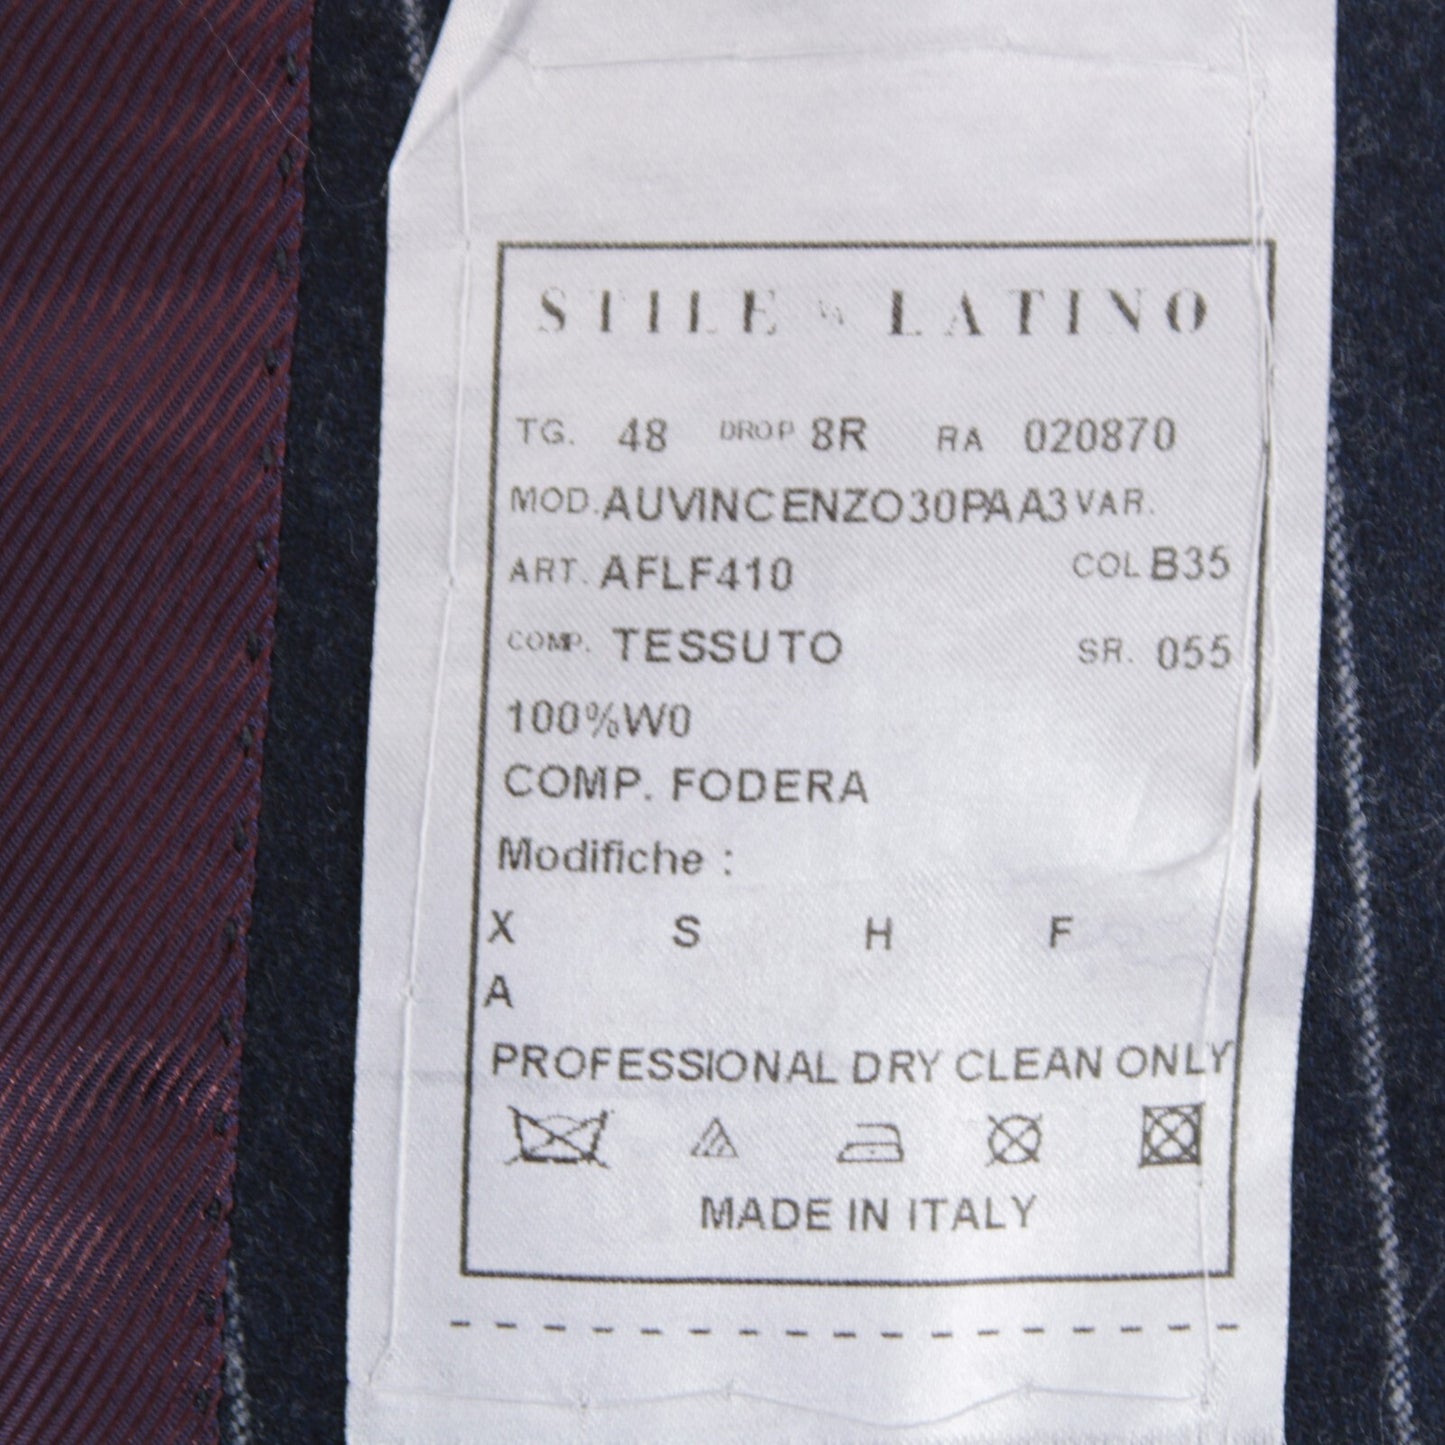 STILE LATINO
TG. 48 DROP 8R RA 020870
MOD. AUVINCENZO30PAA3 VAR.
ART. AFLF410 COL B35
COMP. TESSUTO SR. 055
100%W0
COMP. FODERA
Modifiche :
X S H F
A
PROFESSIONAL DRY CLEAN ONLY
MADE IN ITALY